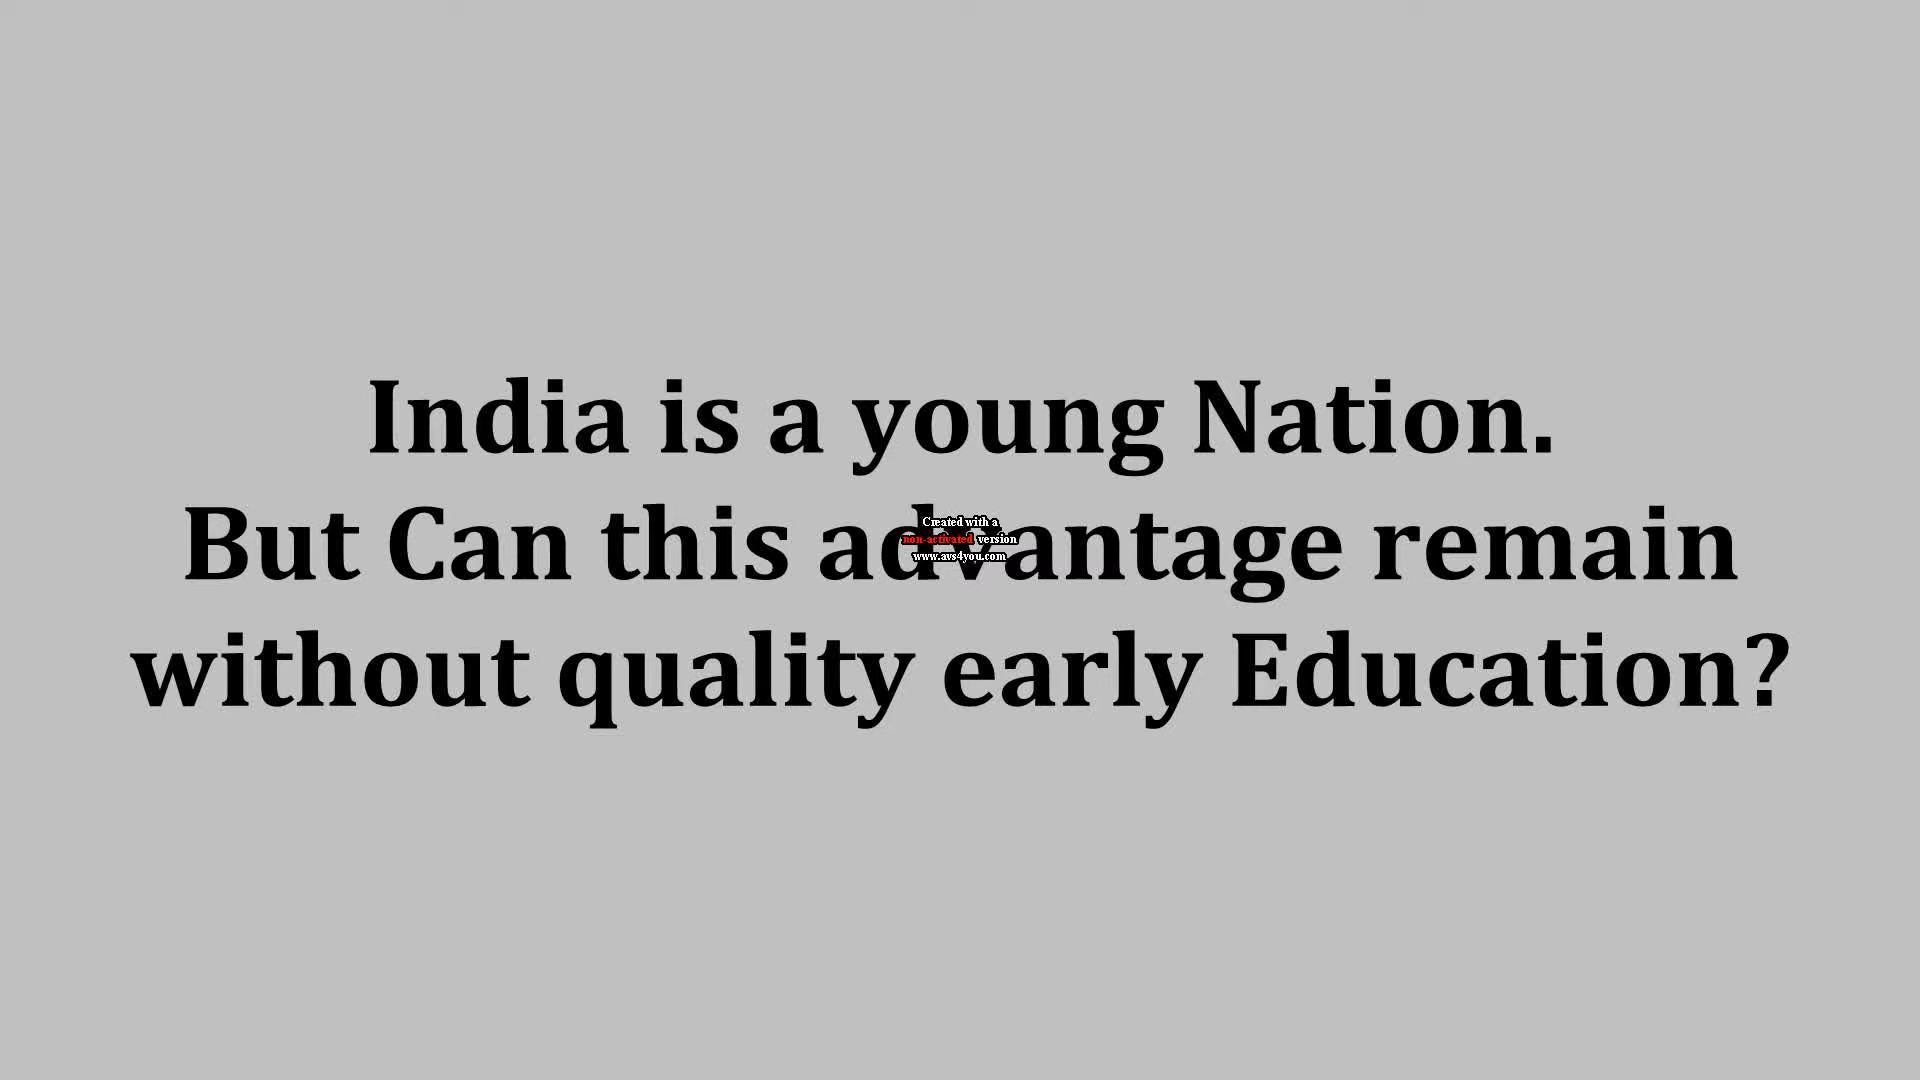 India is a young Nation.
But Can this advantage remain
without quality early Education?
Created with a
non-activated version
www.avs4you.com